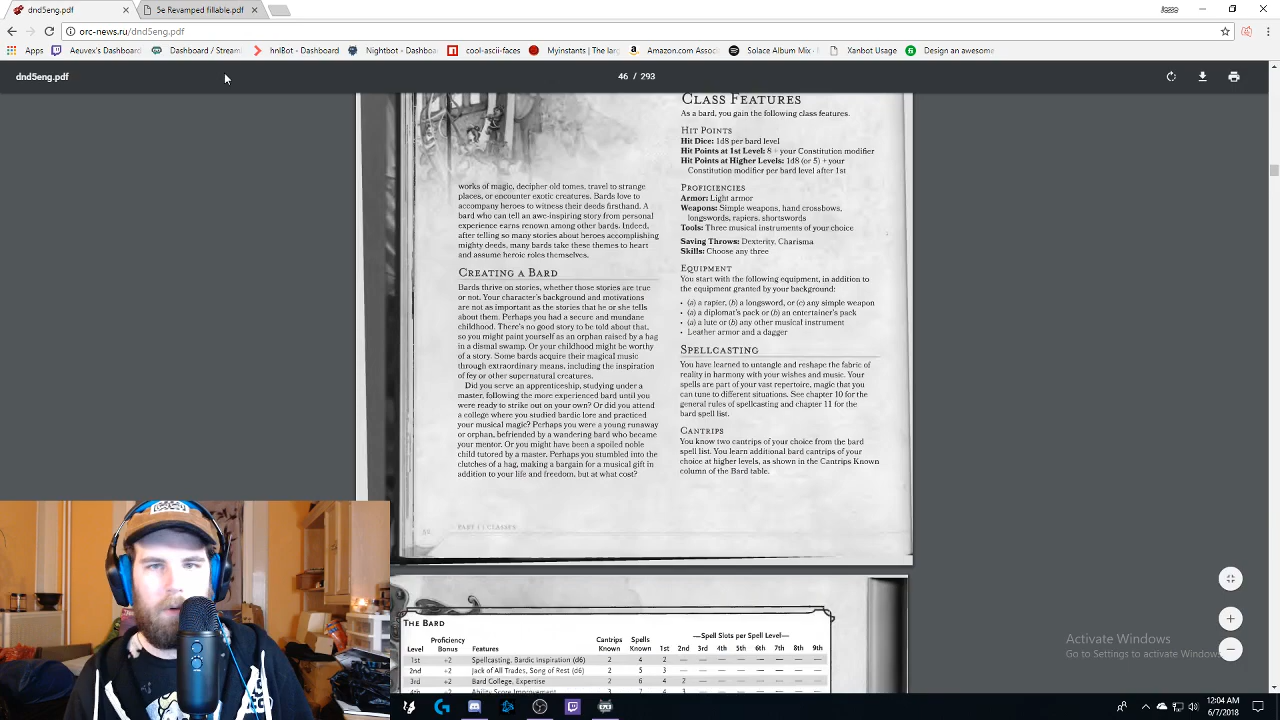 dnd5eng.pdf
5e Revamped fillable.pdf
orc-news.ru/dnd5eng.pdf
Apps
Aeuvex's Dashboard
Dashboard / Stream
hniBot - Dashboard
Nightbot - Dashboa
cool-ascii-faces
Myinstants | The larg
Amazon.com Assoc
Solace Album Mix -
Xanbot Usage
Design an awesome
dnd5eng.pdf
46 / 293
works of magic, decipher old tomes, travel to strange
places, or encounter exotic creatures. Bards love to
accompany heroes to witness their deeds firsthand. A
bard who can tell an awe-inspiring story from personal
experience earns renown among other bards. Indeed,
after telling so many stories about heroes accomplishing
mighty deeds, many bards take these themes to heart
and assume heroic roles themselves.
Creating a Bard
Bards thrive on stories, whether those stories are true
or not. Your character's background and motivations
are not as important as the stories that he or she tells
about them. Perhaps you had a secure and mundane
childhood. There's no good story to be told about that,
so you might paint yourself as an orphan raised by a hag
in a dismal swamp. Or your childhood might be worthy
of a story. Some bards acquire their magical music
through extraordinary means, including the inspiration
of fey or other supernatural creatures.
Did you serve an apprenticeship, studying under a
master, following the more experienced bard until you
were ready to strike out on your own? Or did you attend
a college where you studied bardic lore and practiced
your musical magic? Perhaps you were a young runaway
or orphan, befriended by a wandering bard who became
your mentor. Or you might have been a spoiled noble
child tutored by a master. Perhaps you stumbled into the
clutches of a hag, making a bargain for a musical gift in
addition to your life and freedom, but at what cost?
PART 1 | CLASSES
Class Features
As a bard, you gain the following class features.
Hit Points
Hit Dice: 1d8 per bard level
Hit Points at 1st Level: 8 + your Constitution modifier
Hit Points at Higher Levels: 1d8 (or 5) + your
Constitution modifier per bard level after 1st
Proficiencies
Armor: Light armor
Weapons: Simple weapons, hand crossbows,
longswords, rapiers, shortswords
Tools: Three musical instruments of your choice
Saving Throws: Dexterity, Charisma
Skills: Choose any three
Equipment
You start with the following equipment, in addition to
the equipment granted by your background:
• (a) a rapier, (b) a longsword, or (c) any simple weapon
• (a) a diplomat's pack or (b) an entertainer's pack
• (a) a lute or (b) any other musical instrument
• Leather armor and a dagger
Spellcasting
You have learned to untangle and reshape the fabric of
reality in harmony with your wishes and music. Your
spells are part of your vast repertoire, magic that you
can tune to different situations. See chapter 10 for the
general rules of spellcasting and chapter 11 for the
bard spell list.
Cantrips
You know two cantrips of your choice from the bard
spell list. You learn additional bard cantrips of your
choice at higher levels, as shown in the Cantrips Known
column of the Bard table.
The Bard
Proficiency Cantrips Spells —Spell Slots per Spell Level—
Level Bonus Features Known Known 1st 2nd 3rd 4th 5th 6th 7th 8th 9th
1st +2 Spellcasting, Bardic Inspiration (d6) 2 4 2 — — — — — — — —
2nd +2 Jack of All Trades, Song of Rest (d6) 2 5 3 — — — — — — — —
3rd +2 Bard College, Expertise 2 6 4 2 — — — — — — —
4th +2 Ability Score Improvement 3 7 4 3 — — — — — — —
Activate Windows
Go to Settings to activate Window
12:04 AM
6/7/2018